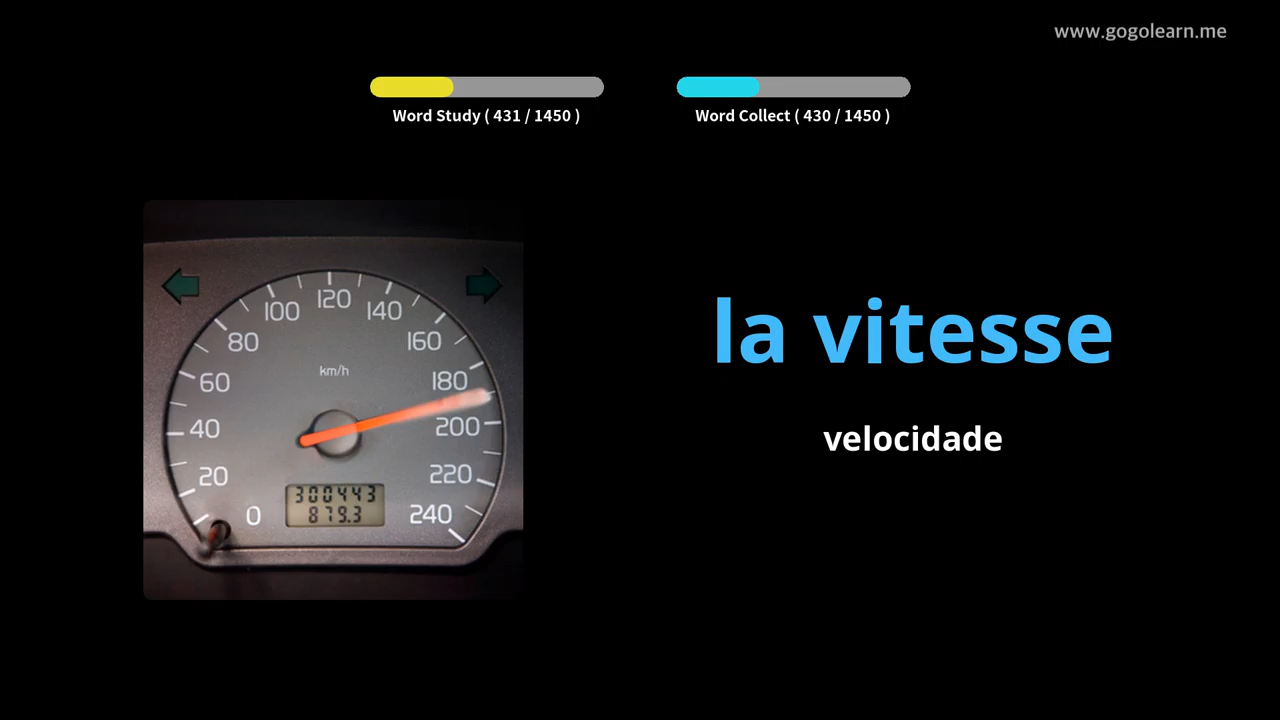 www.gogolearn.me
Word Study ( 431 / 1450 )
Word Collect ( 430 / 1450 )
la vitesse
velocidade
120
100
140
80
160
km/h
60
180
40
200
20
220
300443
0
240
879.3